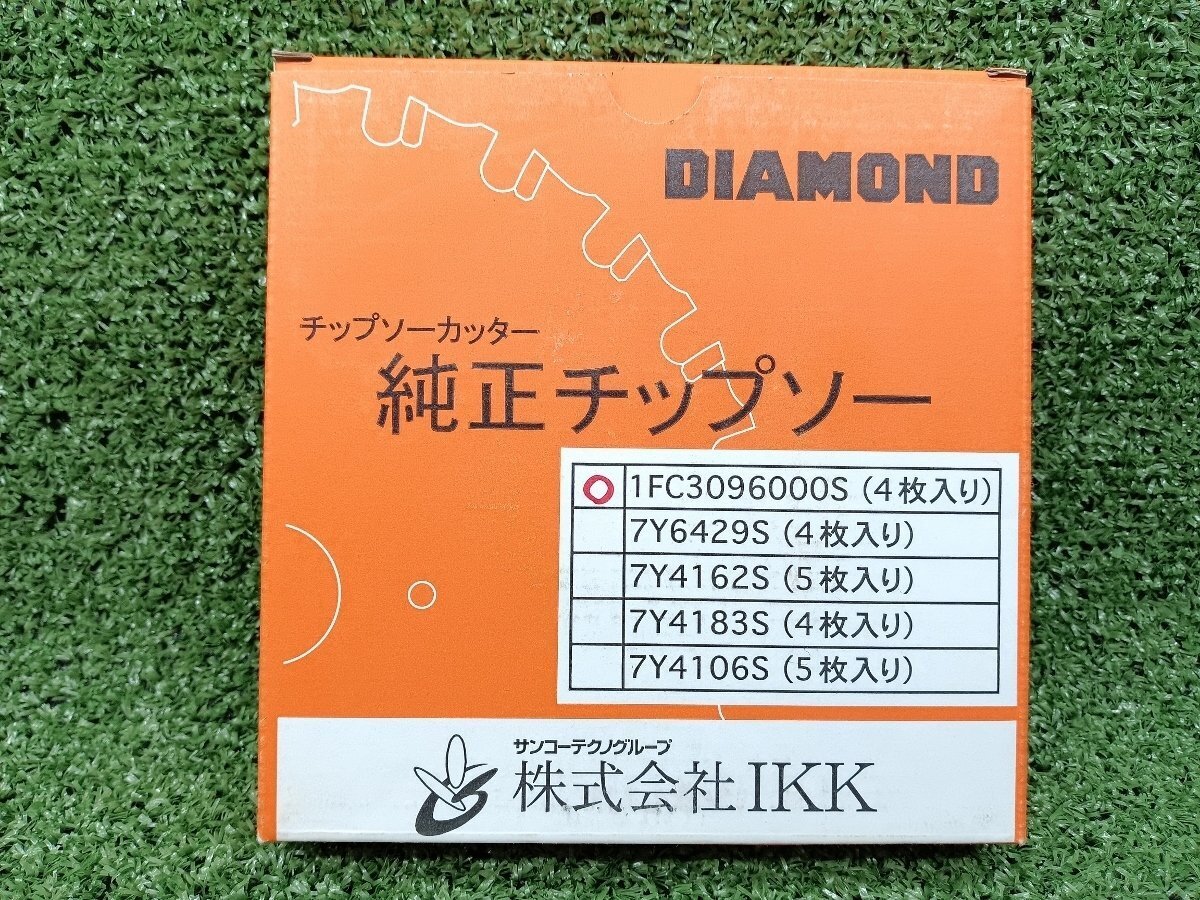 DIAMOND
チップソーカッター
純正チップソー
1FC3096000S (4枚入り)
7Y6429S (4枚入り)
7Y4162S (5枚入り)
7Y4183S (4枚入り)
7Y4106S (5枚入り)
サンコーテクノグループ
株式会社IKK